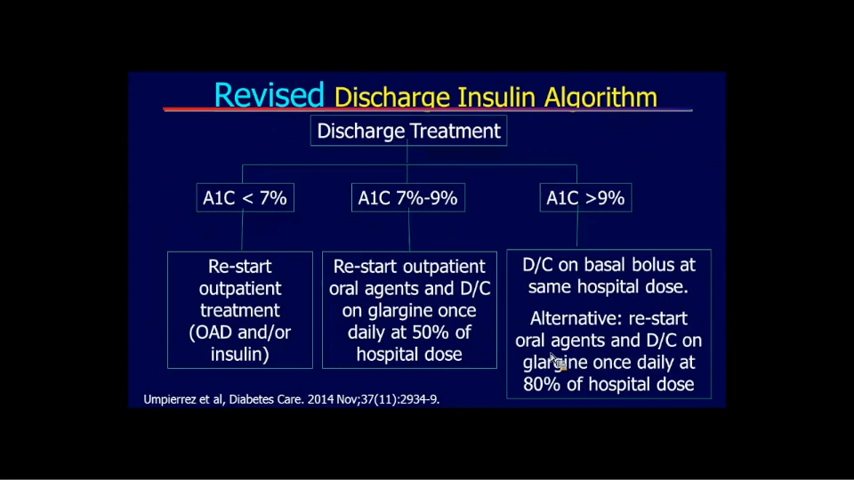 Revised Discharge Insulin Algorithm
Discharge Treatment
A1C < 7%
A1C 7%-9%
A1C >9%
Re-start
outpatient
treatment
(OAD and/or
insulin)
Re-start outpatient
oral agents and D/C
on glargine once
daily at 50% of
hospital dose
D/C on basal bolus at
same hospital dose.
Alternative: re-start
oral agents and D/C on
glargine once daily at
80% of hospital dose
Umpierrez et al, Diabetes Care. 2014 Nov;37(11):2934-9.